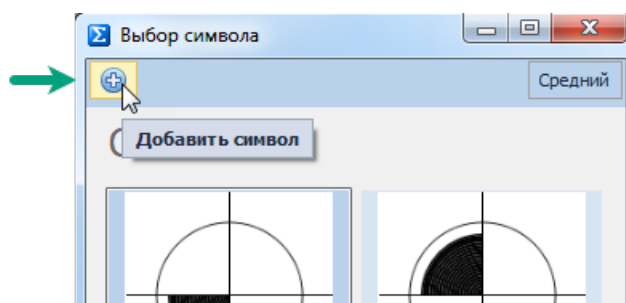 Выбор символа
Средний
Добавить символ